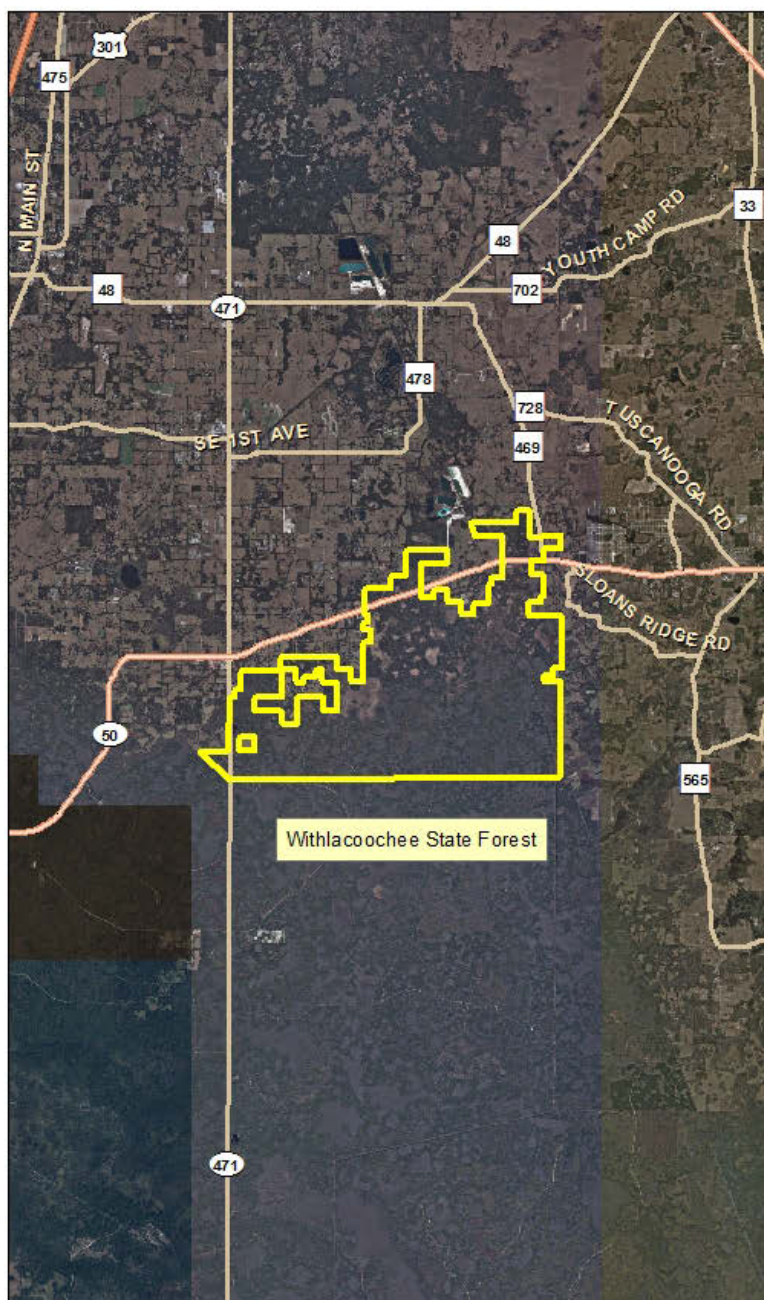 301
475
N MAIN ST
33
48
YOUTH CAMP RD
48
702
471
478
728
TUSCANOOGA RD
SE 1ST AVE
469
SLOANS RIDGE RD
50
565
Withlacoochee State Forest
471